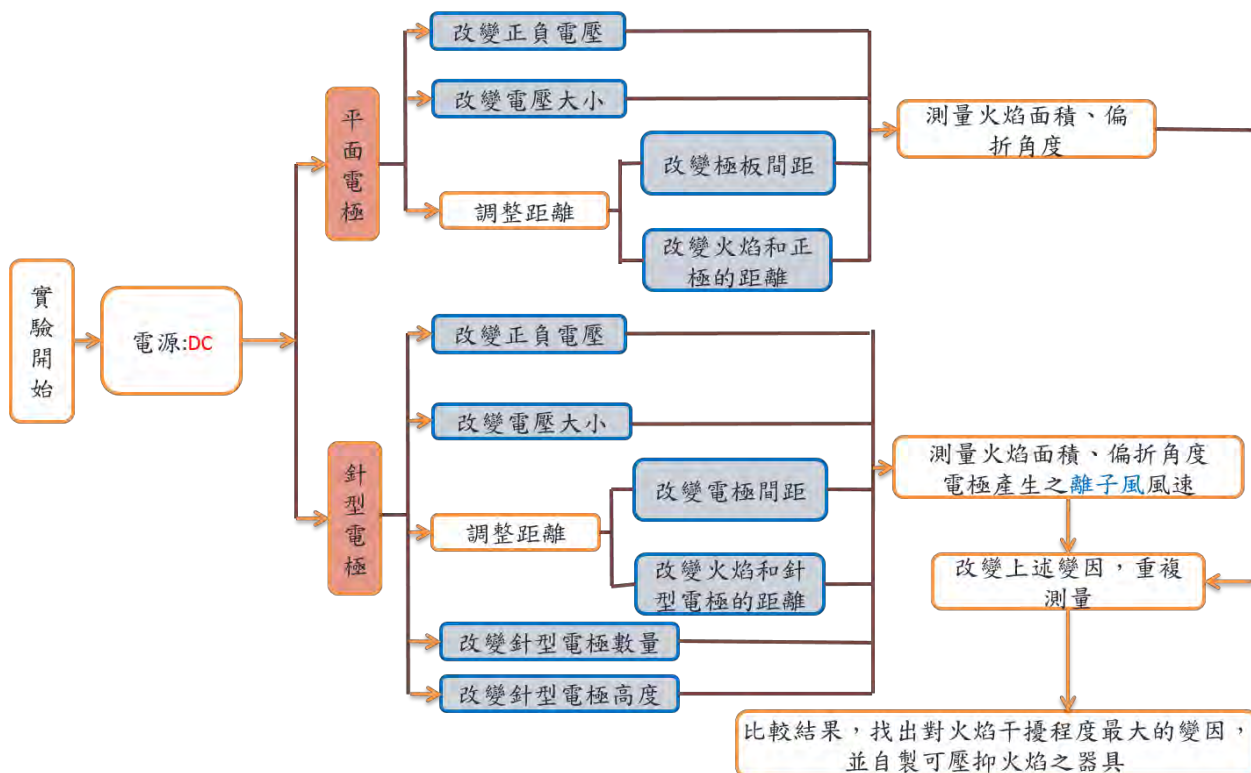 實驗開始
電源:DC
平面電極
改變正負電壓
改變電壓大小
調整距離
改變極板間距
改變火焰和正
極的距離
測量火焰面積、偏
折角度
針型電極
改變正負電壓
改變電壓大小
調整距離
改變電極間距
改變火焰和針
型電極的距離
改變針型電極數量
改變針型電極高度
測量火焰面積、偏折角度
電極產生之離子風風速
改變上述變因，重複
測量
比較結果，找出對火焰干擾程度最大的變因，
並自製可壓抑火焰之器具